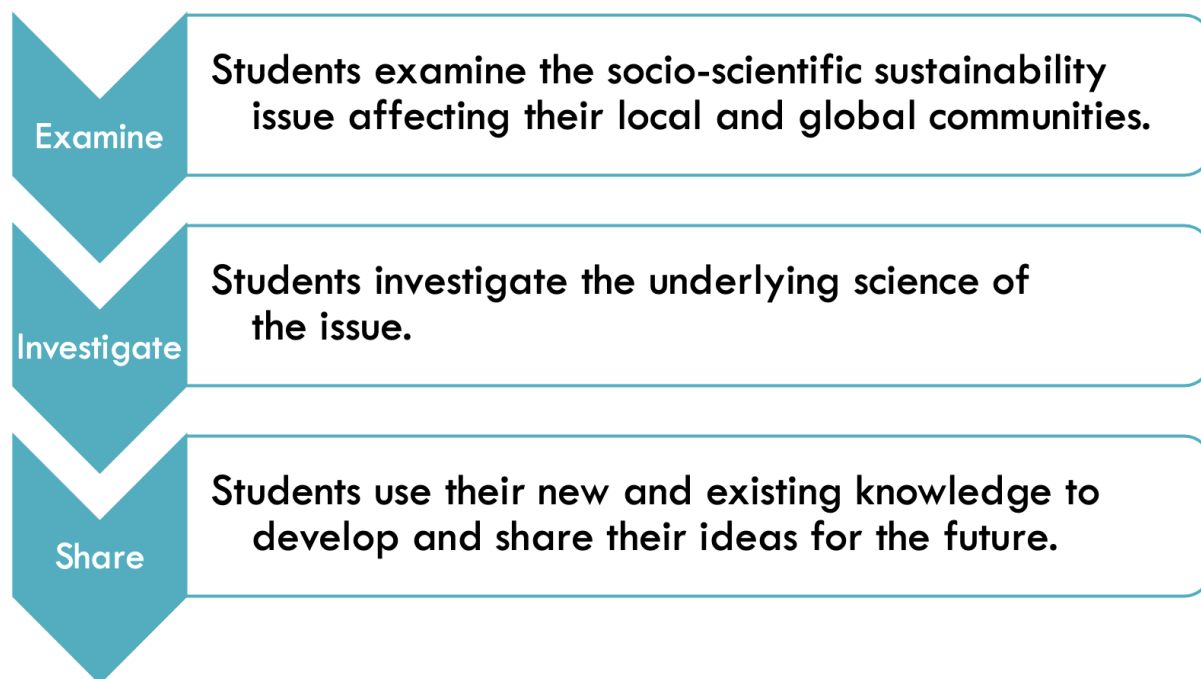 Examine
Students examine the socio-scientific sustainability
issue affecting their local and global communities.
Investigate
Students investigate the underlying science of
the issue.
Share
Students use their new and existing knowledge to
develop and share their ideas for the future.